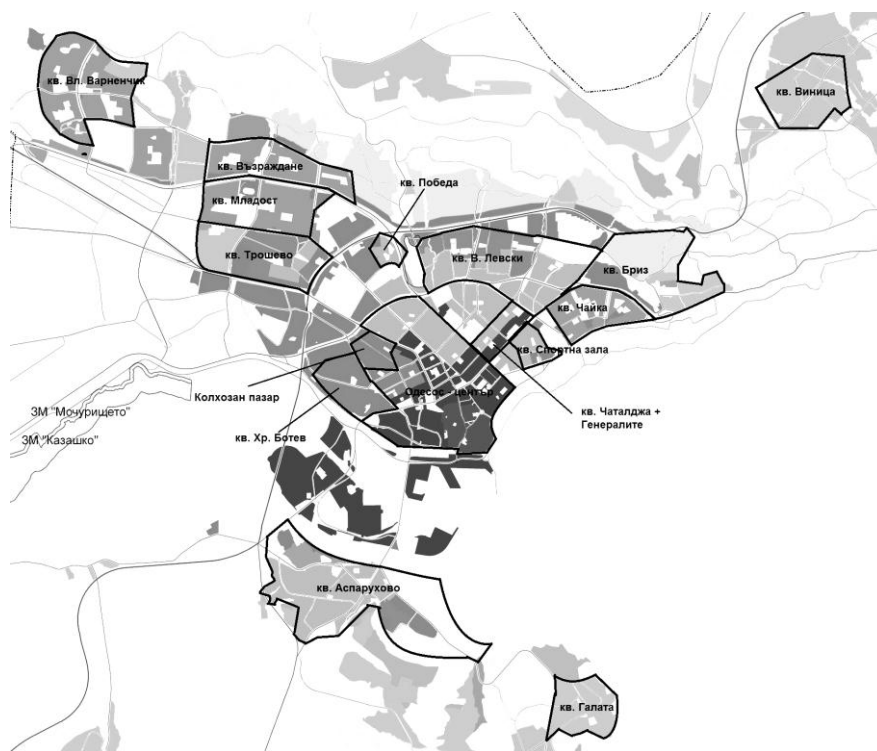 кв. Вл. Варненчик
кв. Виница
кв. Възраждане
кв. Победа
кв. Младост
кв. Трошево
кв. В. Левски
кв. Бриз
кв. Чайка
кв. Спортна зала
Колхозан пазар
Одесос - център
ЗМ "Мочурището"
кв. Чаталджа +
Генералите
ЗМ "Казашко"
кв. Хр. Ботев
кв. Аспарухово
кв. Галата